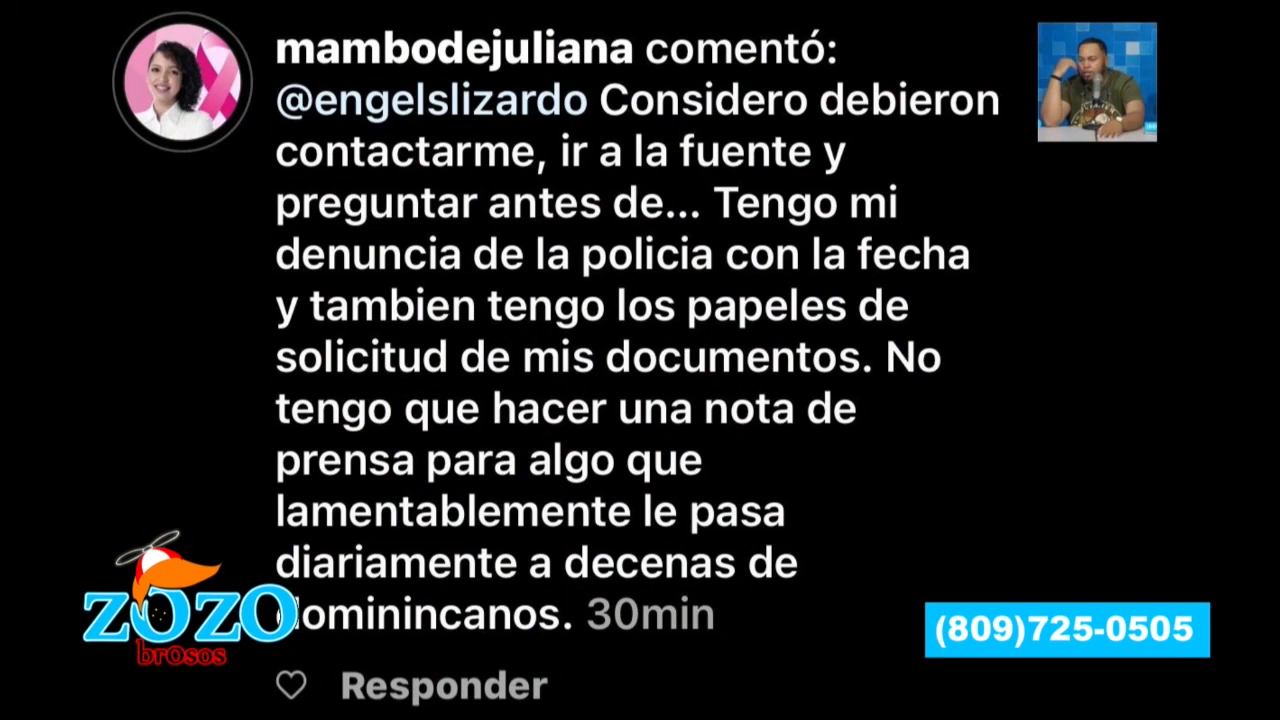 mambodejuliana comentó:
@engelslizardo Considero debieron
contactarme, ir a la fuente y
preguntar antes de... Tengo mi
denuncia de la policia con la fecha
y tambien tengo los papeles de
solicitud de mis documentos. No
tengo que hacer una nota de
prensa para algo que
lamentablemente le pasa
diariamente a decenas de
dominincanos. 30min
Responder
ZOZO
brOsos
(809)725-0505